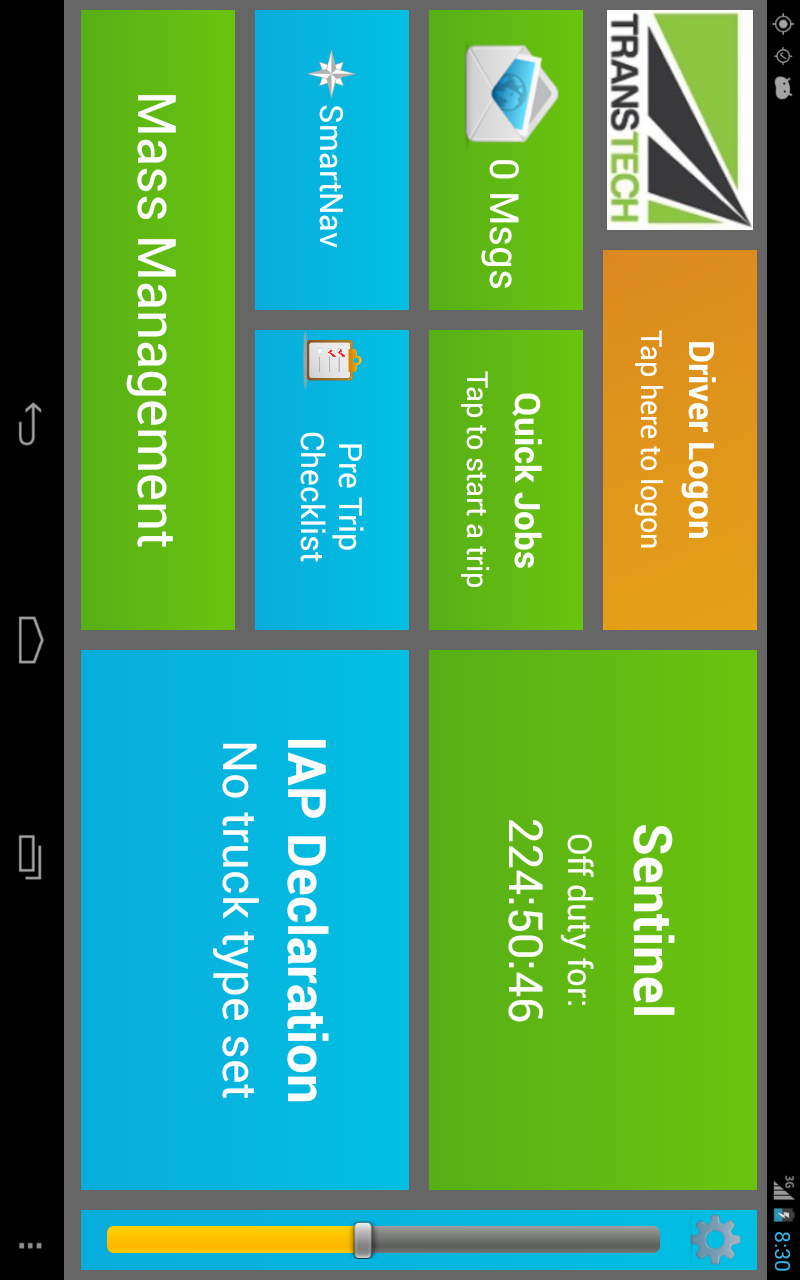 3G 8:30
TRANSTECH
Driver Logon
Tap here to logon
0 Msgs
Quick Jobs
Tap to start a trip
SmartNav
Pre Trip
Checklist
Mass Management
Sentinel
Off duty for:
224:50:46
IAP Declaration
No truck type set